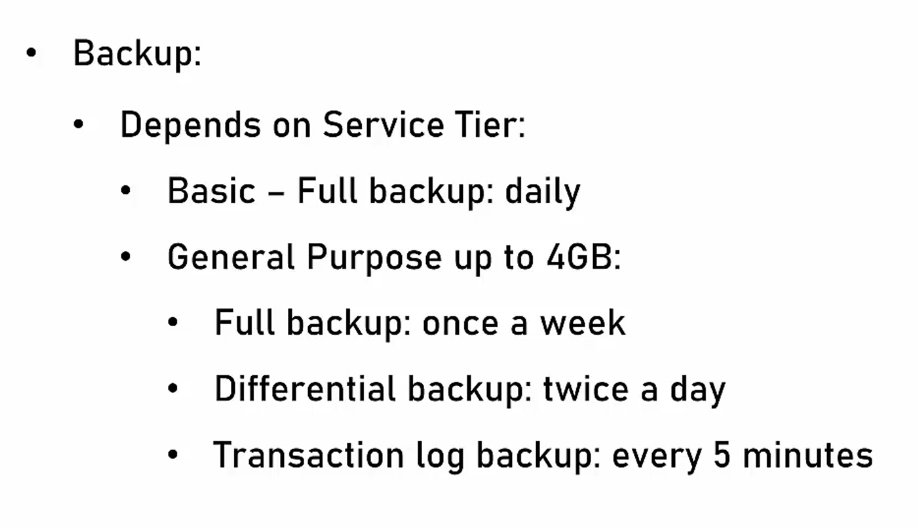 • Backup:
• Depends on Service Tier:
• Basic – Full backup: daily
• General Purpose up to 4GB:
• Full backup: once a week
• Differential backup: twice a day
• Transaction log backup: every 5 minutes